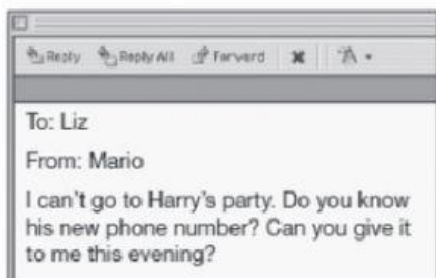 Reply Reply All Forward
To: Liz
From: Mario
I can't go to Harry's party. Do you know
his new phone number? Can you give it
to me this evening?